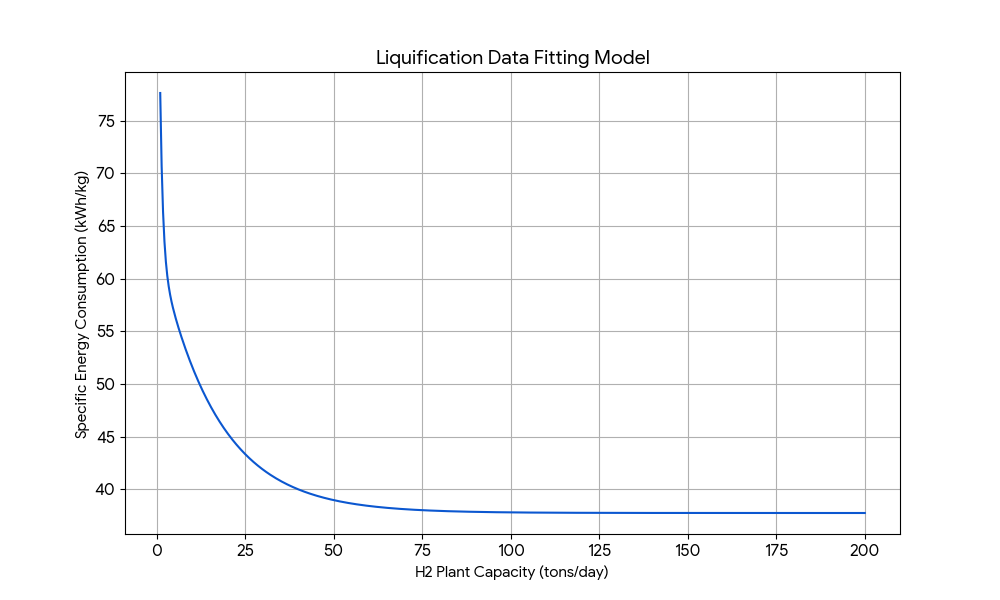 Liquification Data Fitting Model
Specific Energy Consumption (kWh/kg)
75
70
65
60
55
50
45
40
0 25 50 75 100 125 150 175 200
H2 Plant Capacity (tons/day)